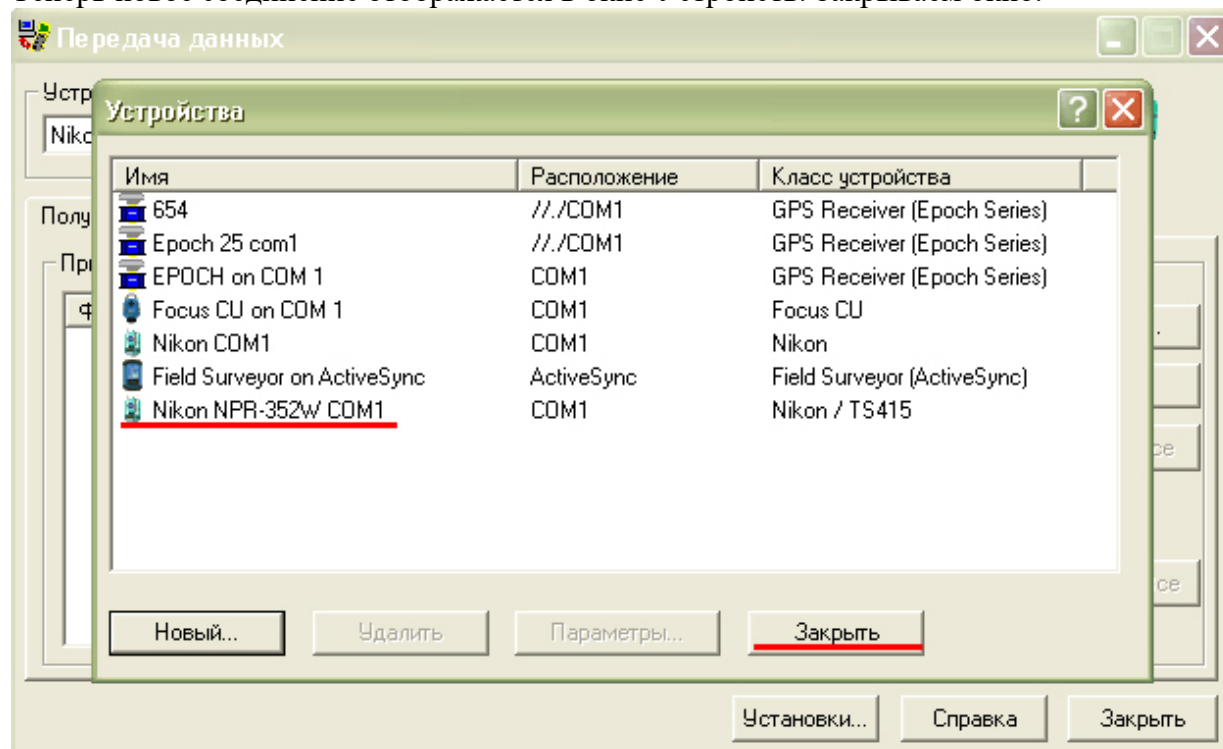 Передача данных
Устр
Nikc
Устройства
Имя Расположение Класс устройства
654 //./COM1 GPS Receiver (Epoch Series)
Epoch 25 com1 //./COM1 GPS Receiver (Epoch Series)
EPOCH on COM 1 COM1 GPS Receiver (Epoch Series)
Focus CU on COM 1 COM1 Focus CU
Nikon COM1 COM1 Nikon
Field Surveyor on ActiveSync ActiveSync Field Surveyor (ActiveSync)
Nikon NPR-352W COM1 COM1 Nikon / TS415
Полу
При
Ф
се
се
Новый... Удалить Параметры... Закрыть
Установки... Справка Закрыть